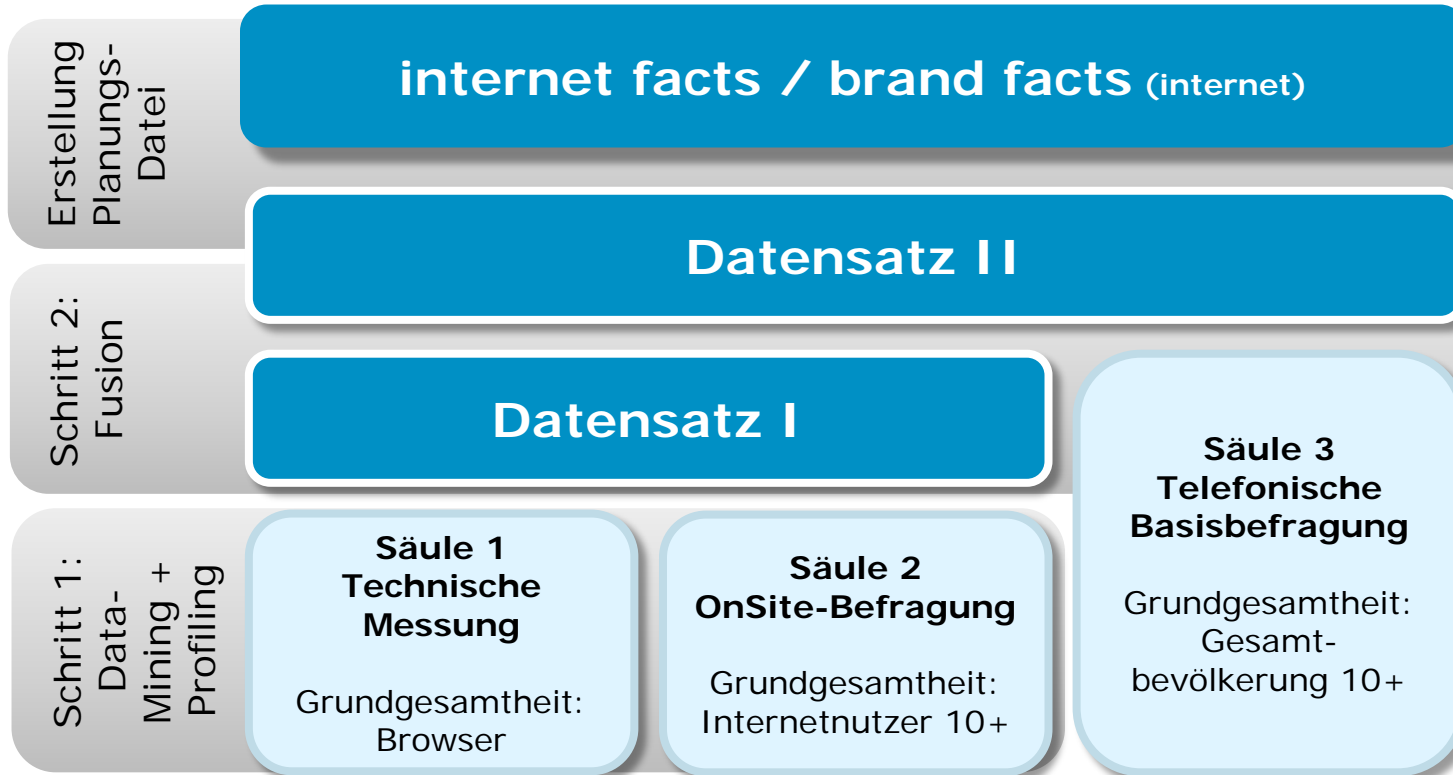 Erstellung
Planungs-
Datei
internet facts / brand facts (internet)
Datensatz II
Schritt 2:
Fusion
Datensatz I
Säule 3
Telefonische
Basisbefragung
Grundgesamtheit:
Gesamt-
bevölkerung 10+
Schritt 1:
Data-
Mining +
Profiling
Säule 1
Technische
Messung
Grundgesamtheit:
Browser
Säule 2
OnSite-Befragung
Grundgesamtheit:
Internetnutzer 10+